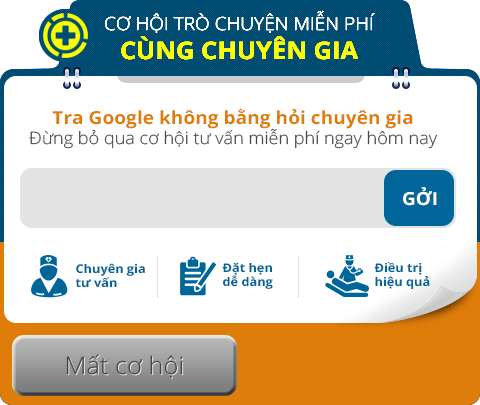 CƠ HỘI TRÒ CHUYỆN MIỄN PHÍ
CÙNG CHUYÊN GIA
Tra Google không bằng hỏi chuyên gia
Đừng bỏ qua cơ hội tư vấn miễn phí ngay hôm nay
GỞI
Chuyên gia
tư vấn
Đặt hẹn
dể dàng
Điều trị
hiệu quả
Mất cơ hội